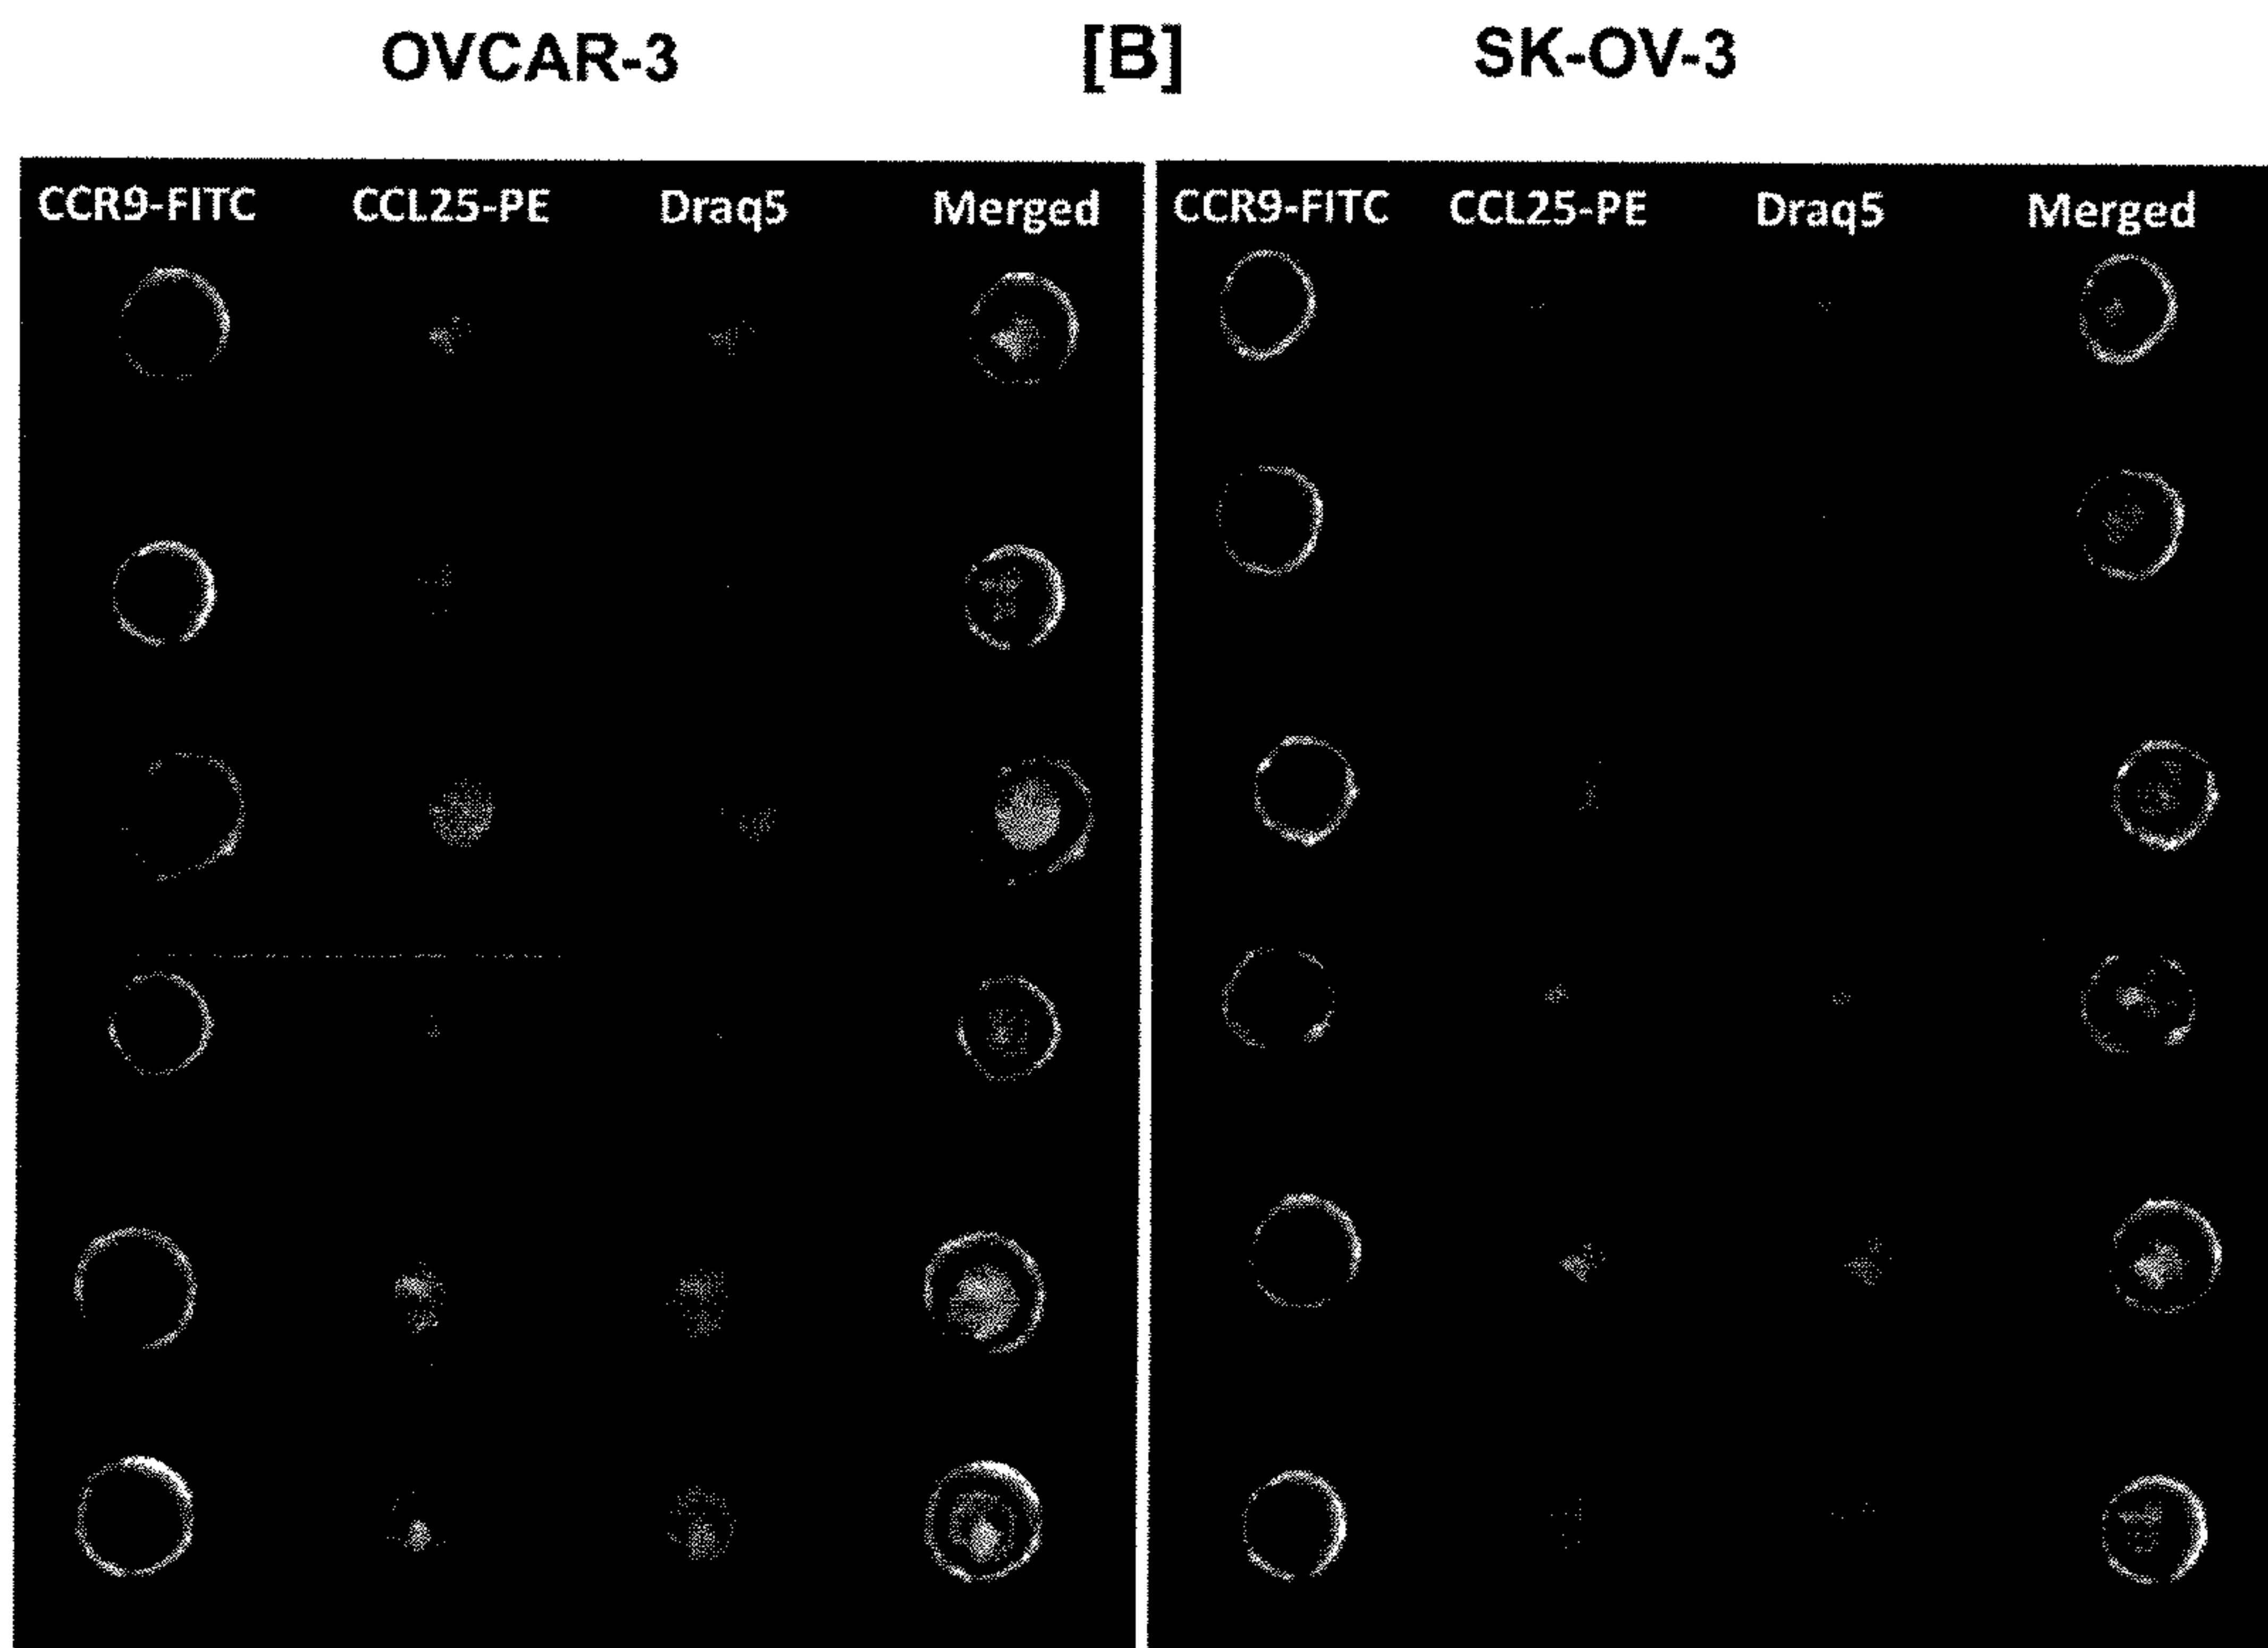 OVCAR-3 [B] SK-OV-3
CCR9-FITC CCL25-PE Draq5 Merged CCR9-FITC CCL25-PE Draq5 Merged